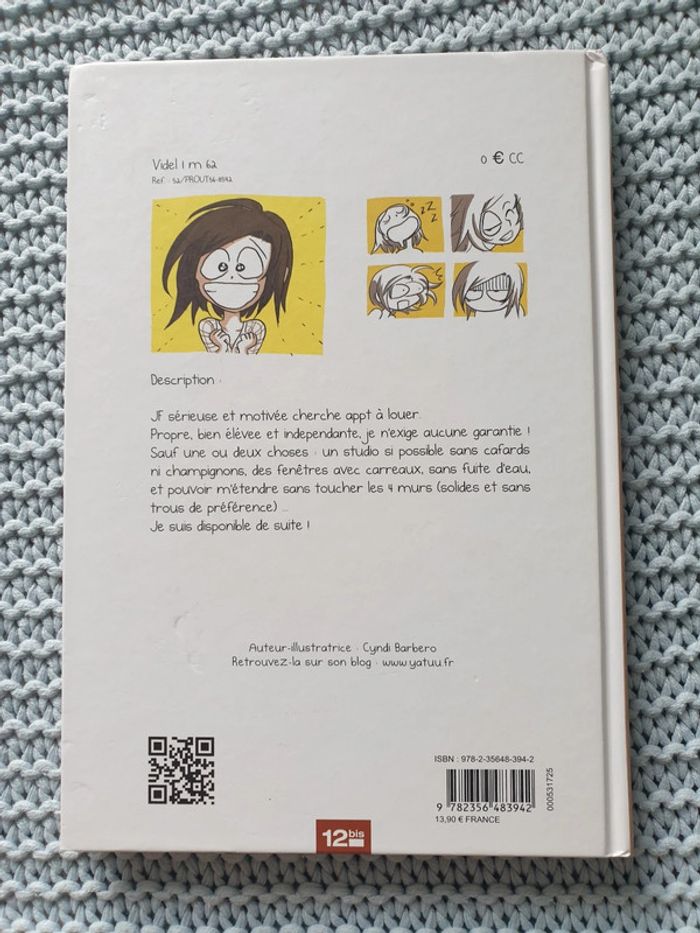 Videl 1 m 62
0 € CC
Ref. : 52/PROUT56-8942
zzz
Description :
JF sérieuse et motivée cherche appt à louer.
Propre, bien élévee et independante, je n'exige aucune garantie !
Sauf une ou deux choses : un studio si possible sans cafards
ni champignons, des fenêtres avec carreaux, sans fuite d'eau,
et pouvoir m'étendre sans toucher les 4 murs (solides et sans
trous de préférence) ...
Je suis disponible de suite !
Auteur-illustratrice : Cyndi Barbero
Retrouvez-la sur son blog : www.yatuu.fr
ISBN : 978-2-35648-394-2
9 782356 483942
000531725
13,90 € FRANCE
12bis